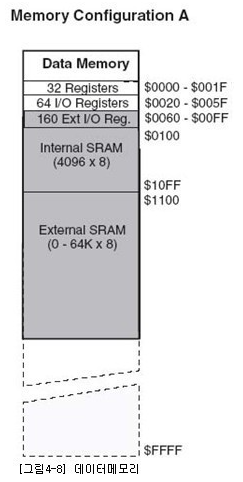 Memory Configuration A
Data Memory
32 Registers $0000 - $001F
64 I/O Registers $0020 - $005F
160 Ext I/O Reg. $0060 - $00FF
$0100
Internal SRAM
(4096 x 8)
$10FF
$1100
External SRAM
(0 - 64K x 8)
$FFFF
[그림4-8] 데이터메모리